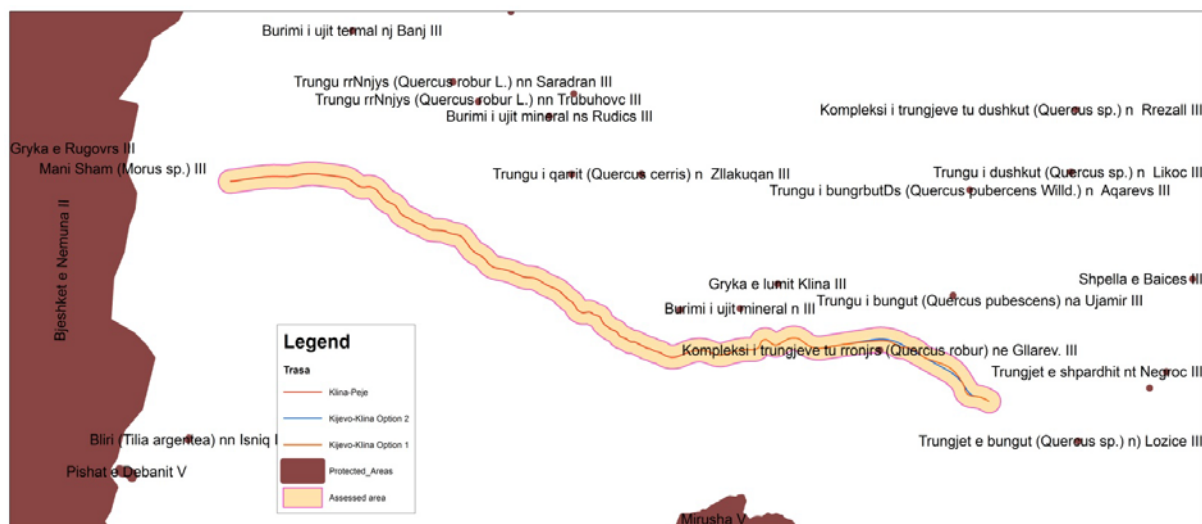 Burimi i ujit termal nj Banj III
Trungu rrNnjys (Quercus robur L.) nn Saradran III
Trungu rrNnjys (Quercus robur L.) nn Trubuhovc III
Burimi i ujit mineral ns Rudics III
Kompleksi i trungjeve tu dushkut (Quercus sp.) n Rrezall III
Gryka e Rugovrs III
Mani Sham (Morus sp.) III
Trungu i qarrit (Quercus cerris) n Zllakuqan III
Trungu i dushkut (Quercus sp.) n Likoc III
Trungu i bungrbutDs (Quercus pubercens Willd.) n Aqarevs III
Bjeshket e Nemuna II
Gryka e lumit Klina III
Shpella e Baices III
Burimi i ujit mineral n III
Trungu i bungut (Quercus pubescens) na Ujamir III
Kompleksi i trungjeve tu rronjrs (Quercus robur) ne Gllarev. III
Trungjet e shpardhit nt Negroc III
Legend
Trasa
Klina-Peje
Kijevo-Klina Option 2
Kijevo-Klina Option 1
Protected_Areas
Assessed area
Bliri (Tilia argentea) nn Isniq I
Pishat e Debanit V
Trungjet e bungut (Quercus sp.) n) Lozice III
Mirusha V